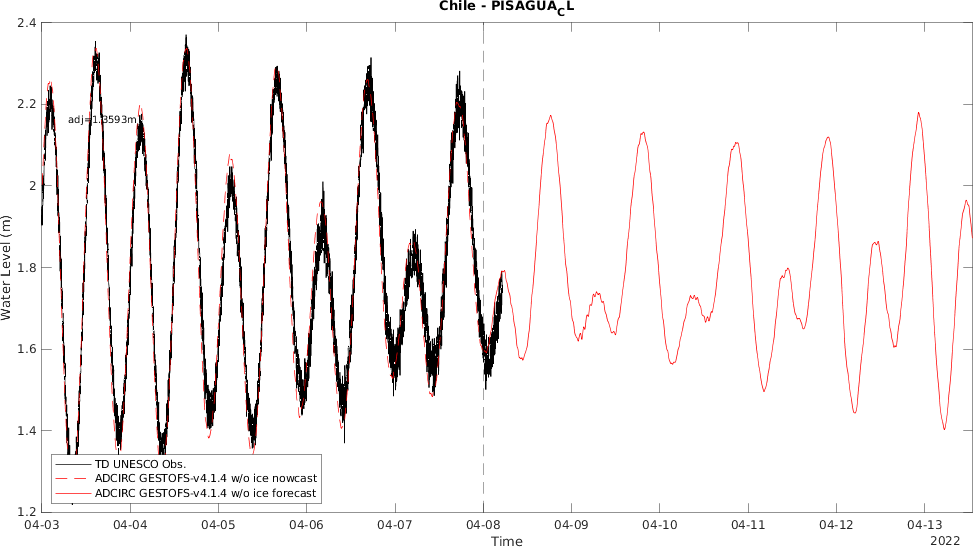 Chile - PISAGUA_CL
2.4
2.2
2
1.8
1.6
1.4
1.2
Water Level (m)
adj=1.3593m
TD UNESCO Obs.
ADCIRC GESTOFS-v4.1.4 w/o ice nowcast
ADCIRC GESTOFS-v4.1.4 w/o ice forecast
04-03 04-04 04-05 04-06 04-07 04-08 04-09 04-10 04-11 04-12 04-13
Time
2022